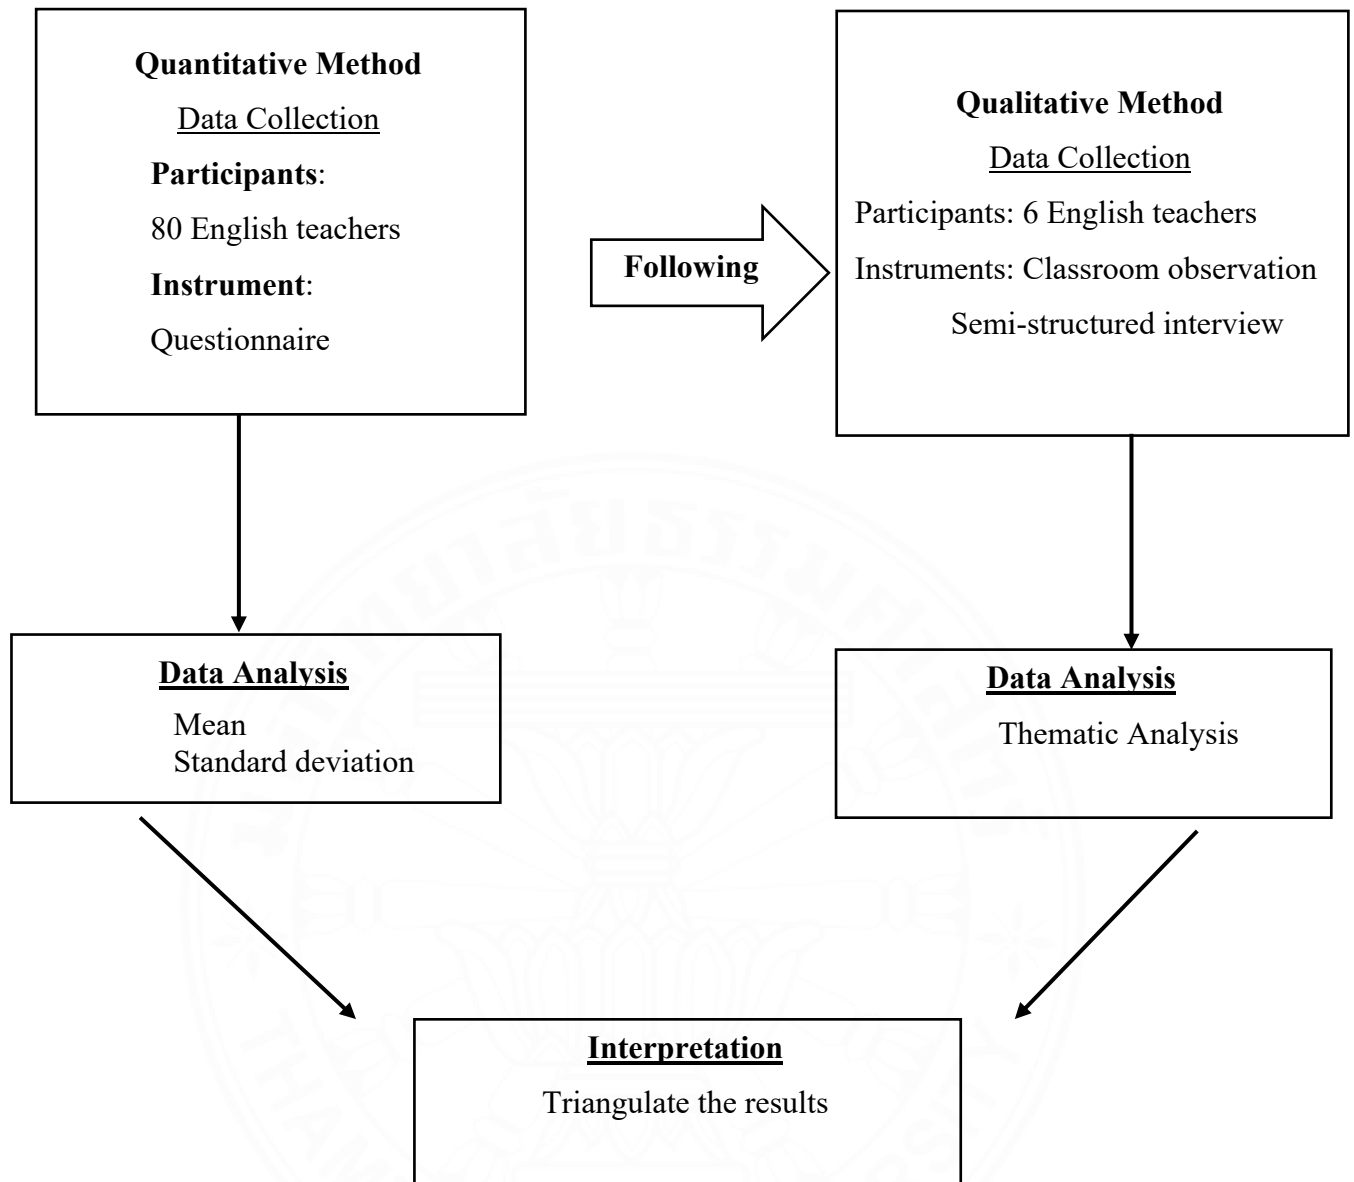 Quantitative Method
Data Collection
Participants:
80 English teachers
Instrument:
Questionnaire
Following
Qualitative Method
Data Collection
Participants: 6 English teachers
Instruments: Classroom observation
Semi-structured interview
Data Analysis
Mean
Standard deviation
Data Analysis
Thematic Analysis
Interpretation
Triangulate the results